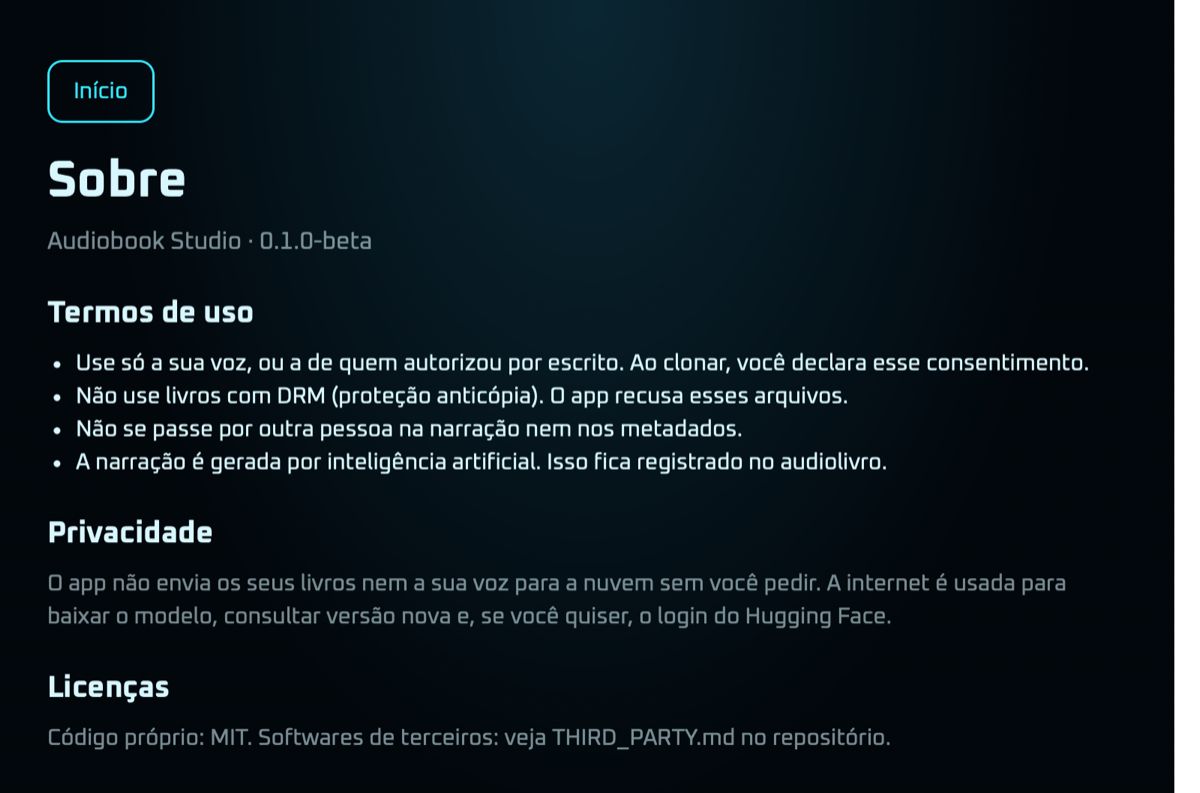 Início
Sobre
Audiobook Studio · 0.1.0-beta
Termos de uso
• Use só a sua voz, ou a de quem autorizou por escrito. Ao clonar, você declara esse consentimento.
• Não use livros com DRM (proteção anticópia). O app recusa esses arquivos.
• Não se passe por outra pessoa na narração nem nos metadados.
• A narração é gerada por inteligência artificial. Isso fica registrado no audiolivro.
Privacidade
O app não envia os seus livros nem a sua voz para a nuvem sem você pedir. A internet é usada para
baixar o modelo, consultar versão nova e, se você quiser, o login do Hugging Face.
Licenças
Código próprio: MIT. Softwares de terceiros: veja THIRD_PARTY.md no repositório.